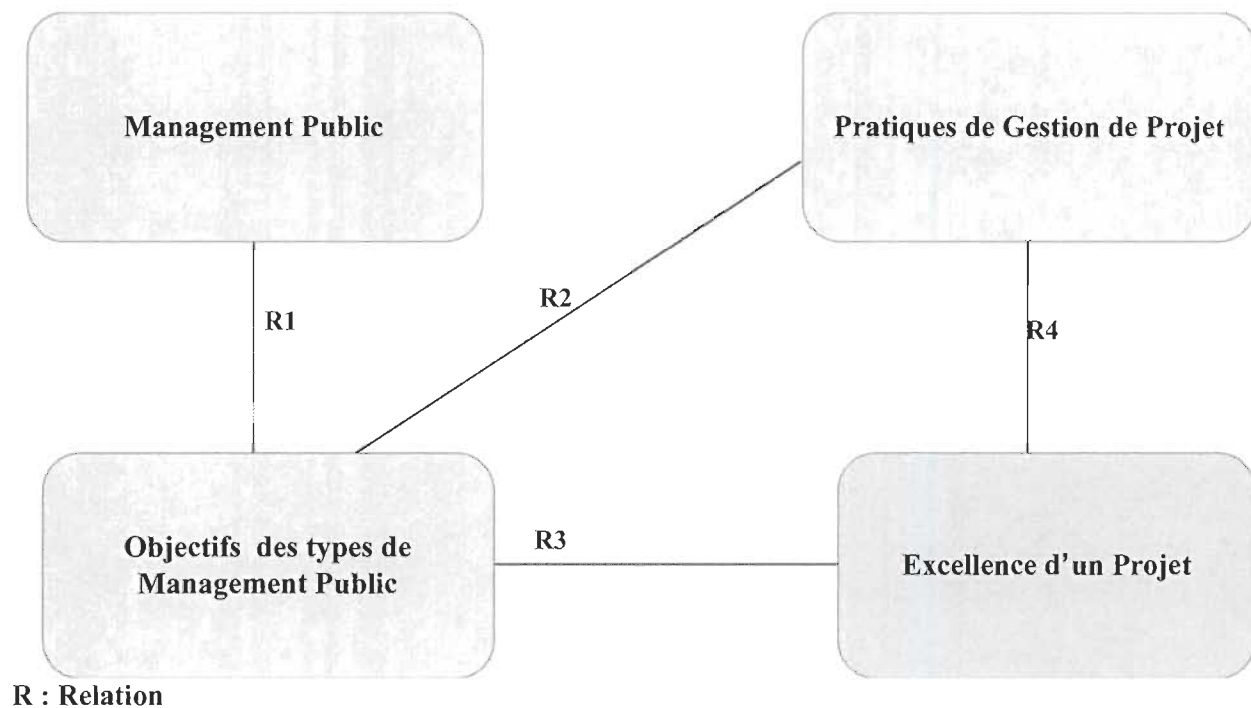 Management Public
Pratiques de Gestion de Projet
R1
R2
R4
Objectifs des types de
Management Public
R3
Excellence d'un Projet
R : Relation